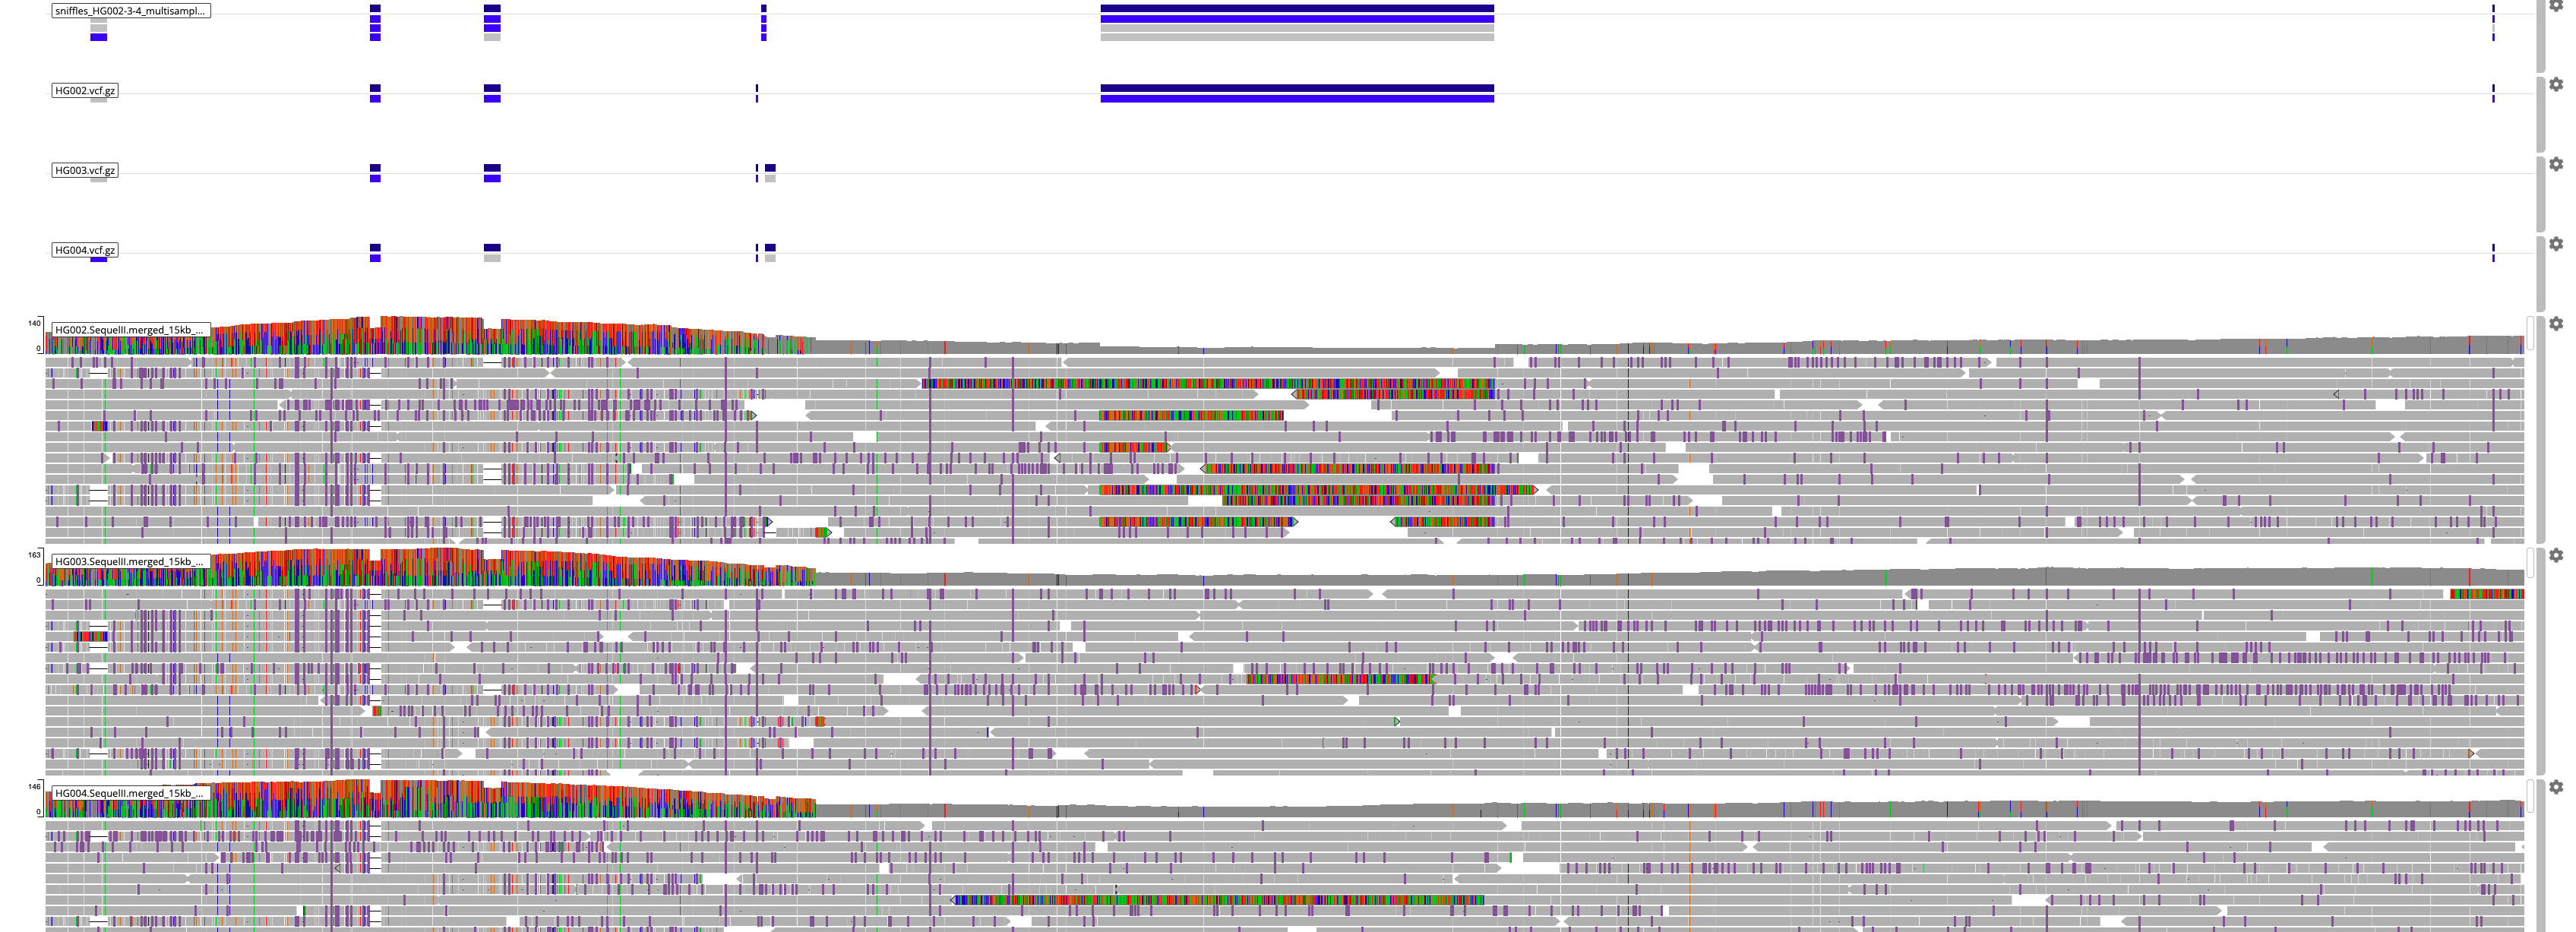 sniffles_HG002-3-4_multisampl...
HG002.vcf.gz
HG003.vcf.gz
HG004.vcf.gz
140
HG002.SequelII.merged_15kb_...
0
163
HG003.SequelII.merged_15kb_...
0
146
HG004.SequelII.merged_15kb_...
0